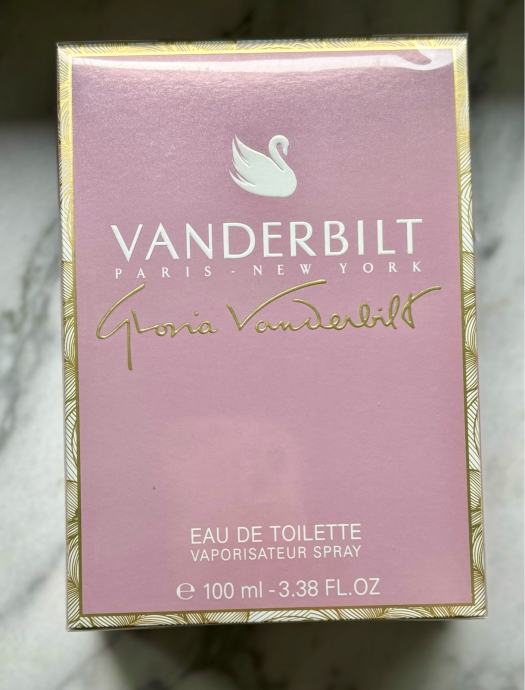 VANDERBILT
PARIS - NEW YORK
Gloria Vanderbilt
EAU DE TOILETTE
VAPORISATEUR SPRAY
℮ 100 ml - 3.38 FL.OZ